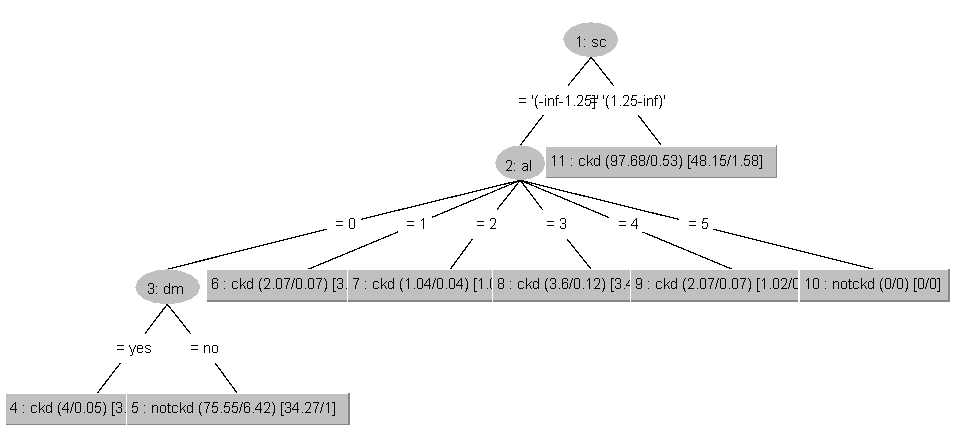 1: sc
= '(-inf-1.25]' = '(1.25-inf)'
2: al
11 : ckd (97.68/0.53) [48.15/1.58]
= 0 = 1 = 2 = 3 = 4 = 5
3: dm
6 : ckd (2.07/0.07) [3. 7 : ckd (1.04/0.04) [1.0 8 : ckd (3.6/0.12) [3.4 9 : ckd (2.07/0.07) [1.02/0 10 : notckd (0/0) [0/0]
= yes = no
4 : ckd (4/0.05) [3. 5 : notckd (75.55/6.42) [34.27/1]